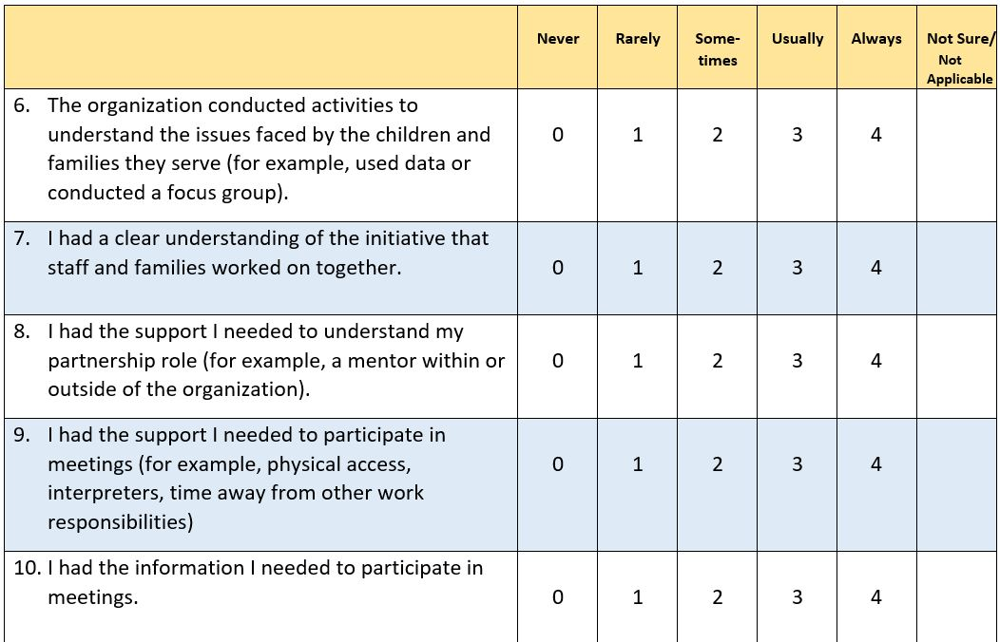 Never Rarely Some- Usually Always Not Sure/
times Not
Applicable
6. The organization conducted activities to
understand the issues faced by the children and
families they serve (for example, used data or
conducted a focus group).
0 1 2 3 4
7. I had a clear understanding of the initiative that
staff and families worked on together.
0 1 2 3 4
8. I had the support I needed to understand my
partnership role (for example, a mentor within or
outside of the organization).
0 1 2 3 4
9. I had the support I needed to participate in
meetings (for example, physical access,
interpreters, time away from other work
responsibilities)
0 1 2 3 4
10. I had the information I needed to participate in
meetings.
0 1 2 3 4